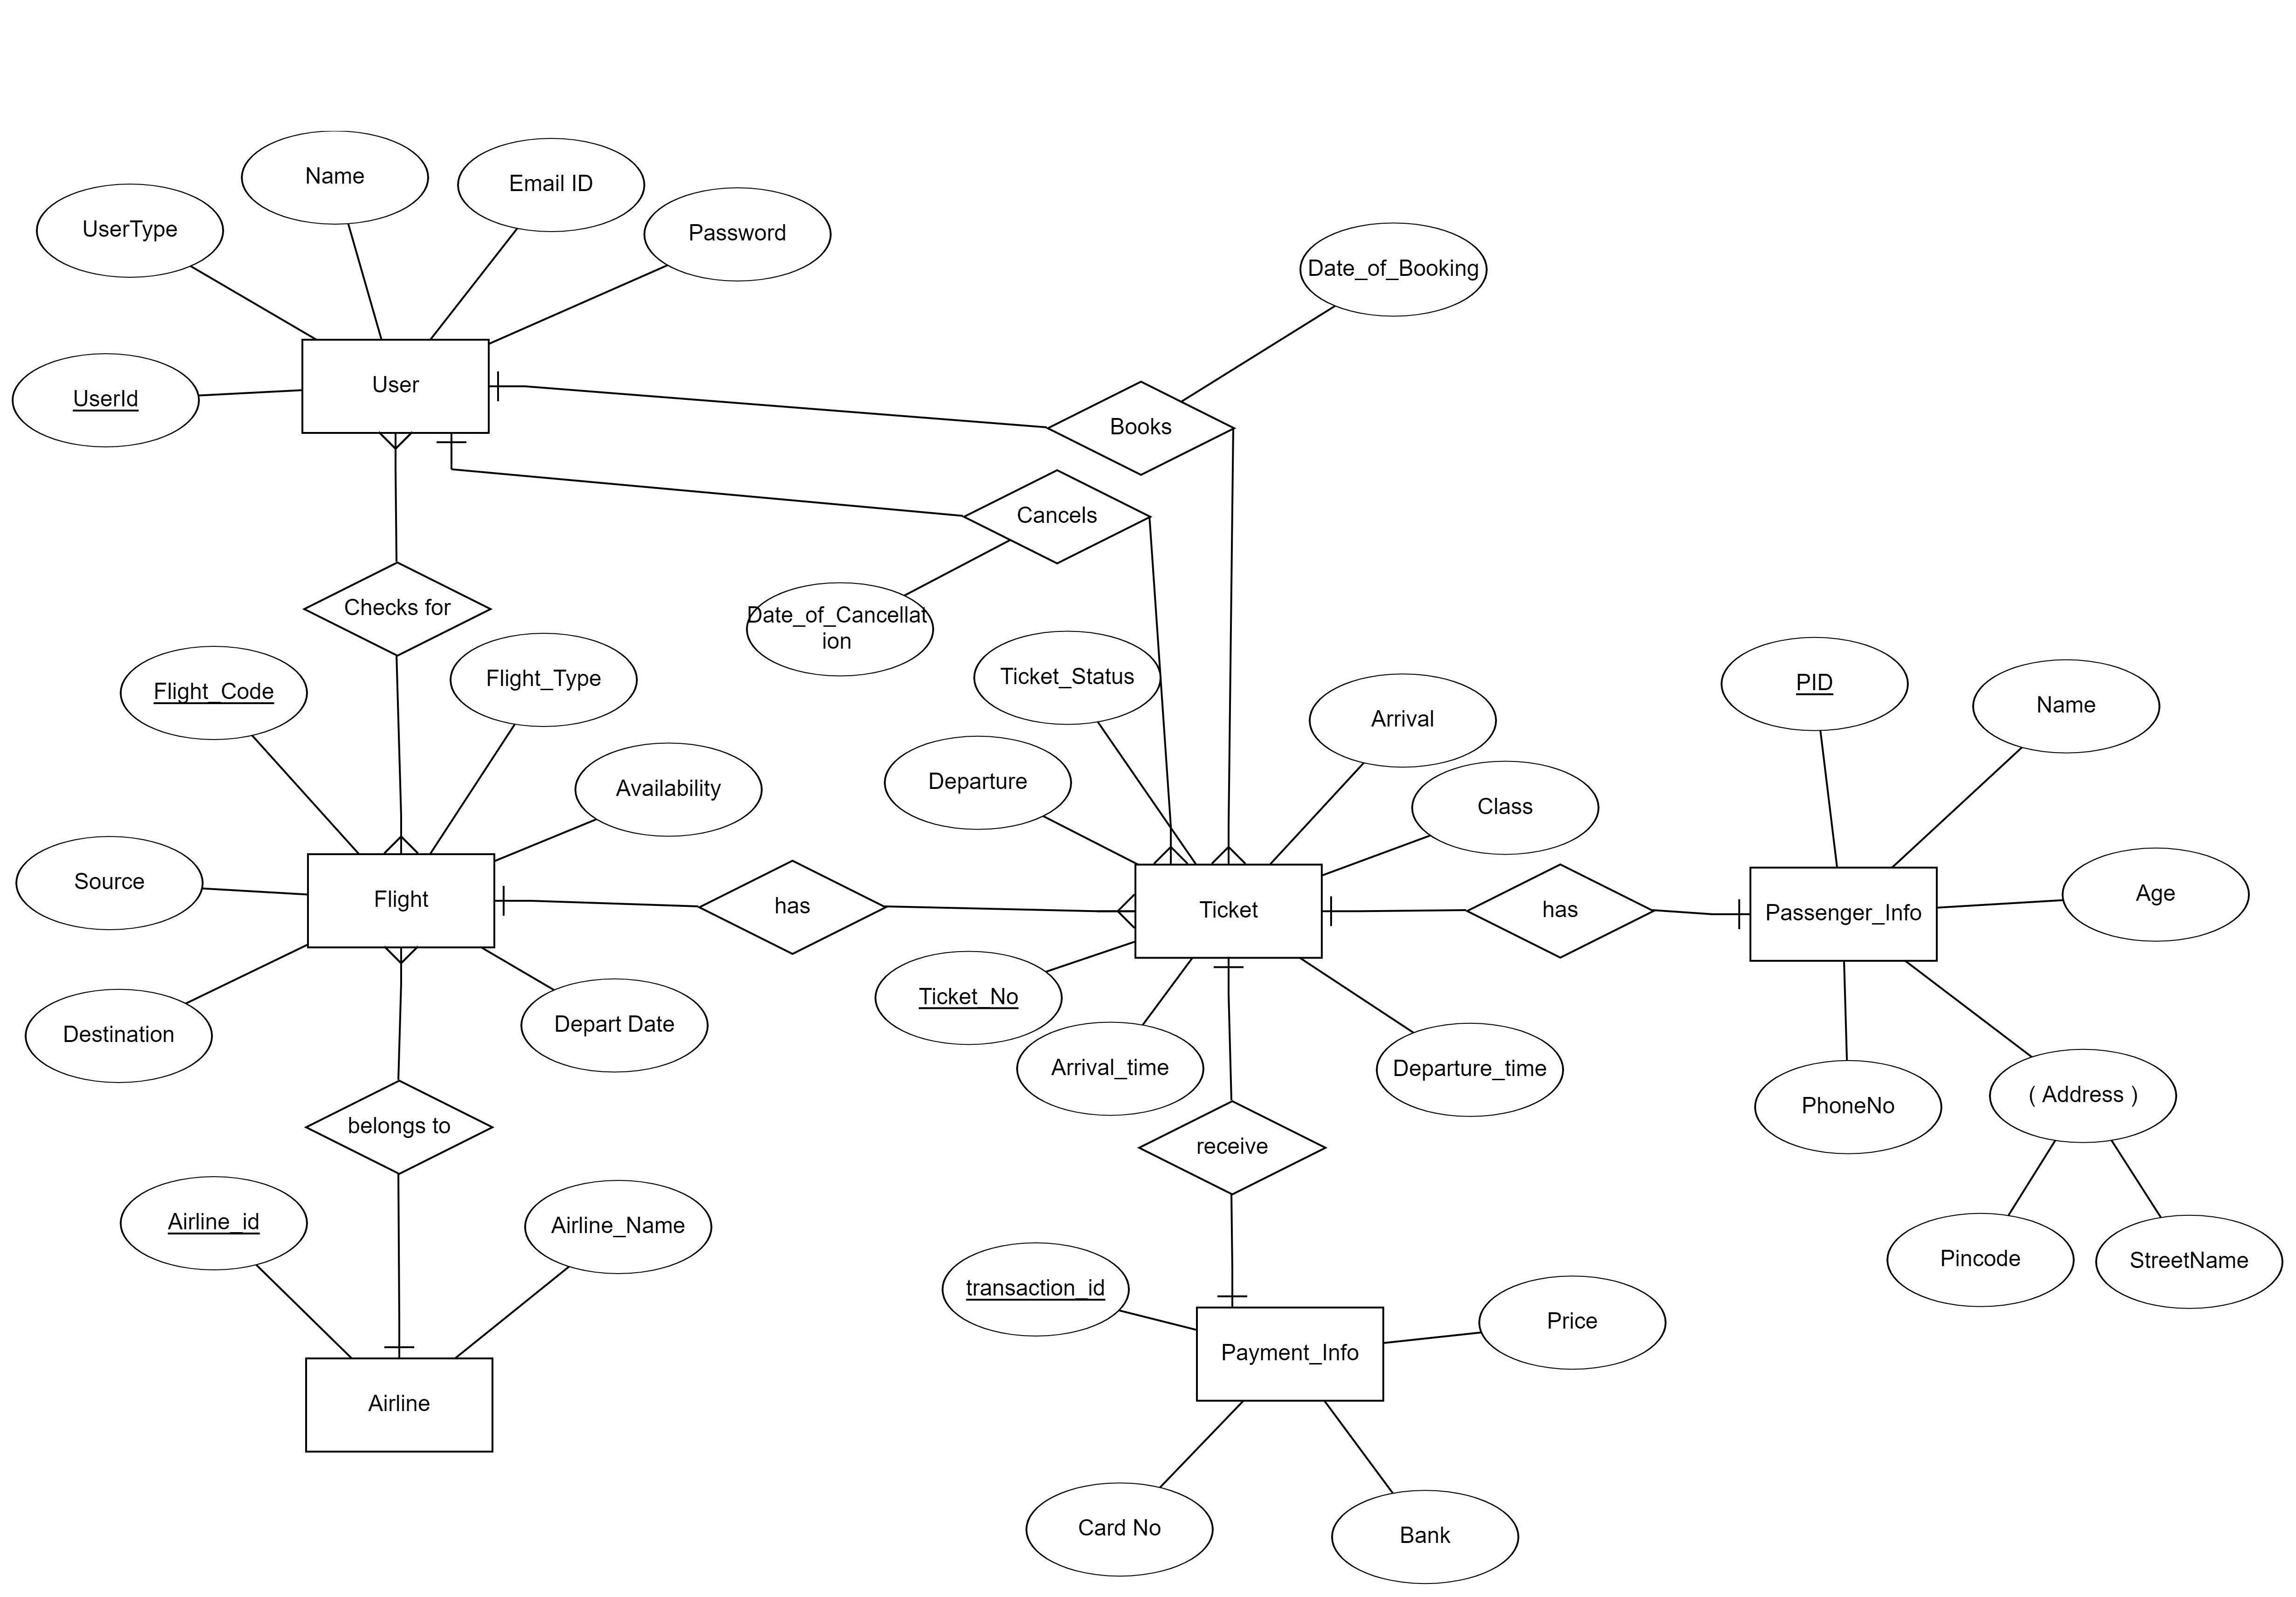 Name
Email ID
UserType
Password
Date_of_Booking
User
UserId
Books
Cancels
Checks for
Date_of_Cancellat
ion
Flight_Code
Flight_Type
Ticket_Status
PID
Name
Arrival
Availability
Departure
Class
Source
Flight
has
Ticket
has
Passenger_Info
Age
Ticket_No
Destination
Depart Date
Arrival_time
Departure_time
PhoneNo
( Address )
belongs to
receive
Airline_id
Airline_Name
Pincode
StreetName
transaction_id
Price
Payment_Info
Airline
Card No
Bank